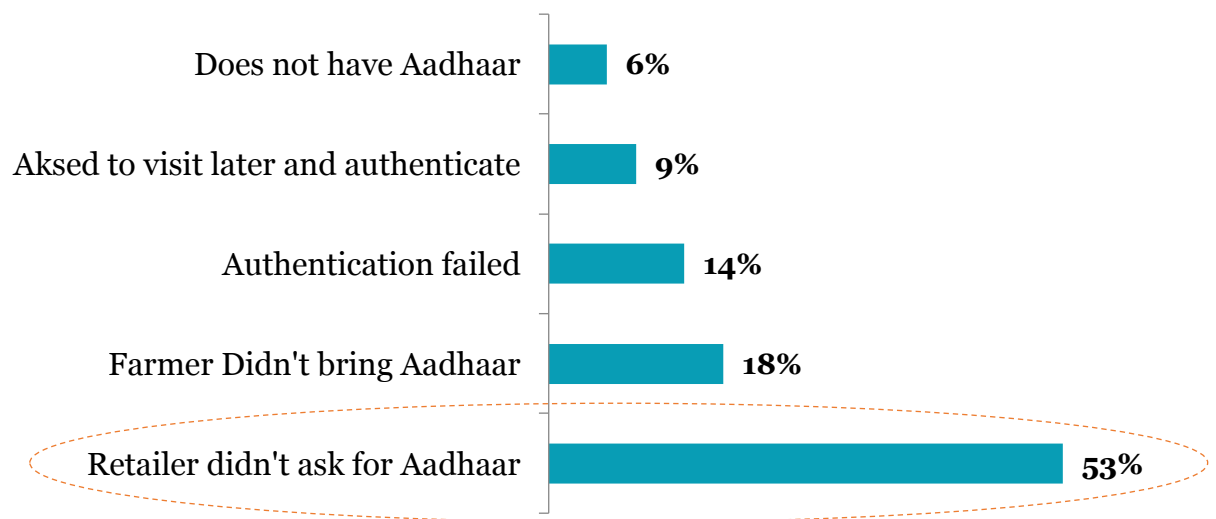 Does not have Aadhaar 6%
Aksed to visit later and authenticate 9%
Authentication failed 14%
Farmer Didn't bring Aadhaar 18%
Retailer didn't ask for Aadhaar 53%